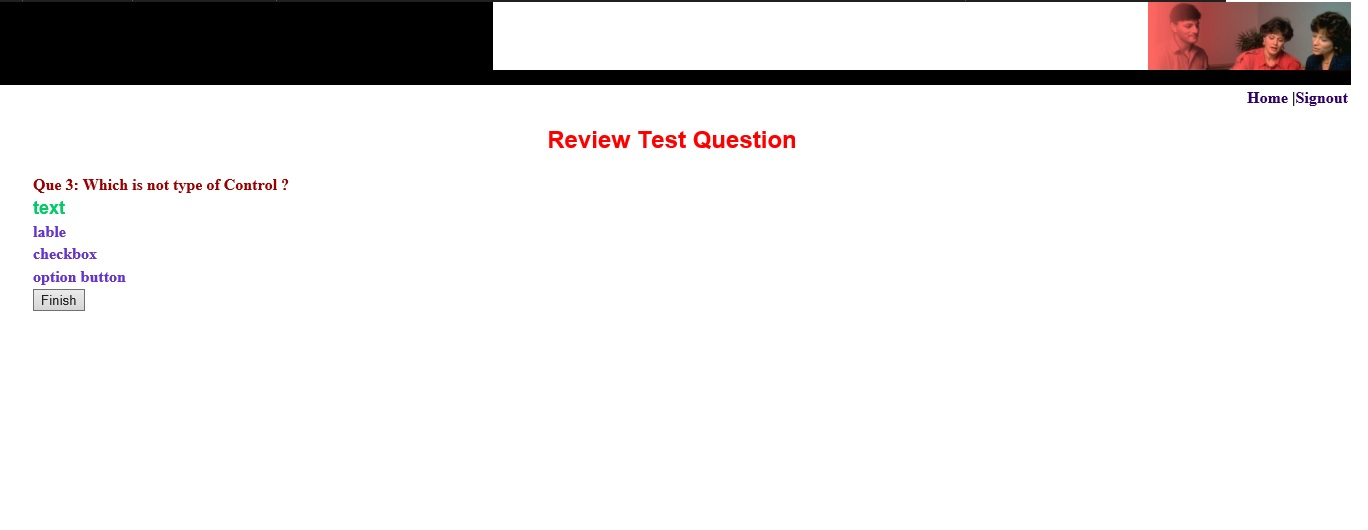 Home |Signout
Review Test Question
Que 3: Which is not type of Control ?
text
lable
checkbox
option button
Finish